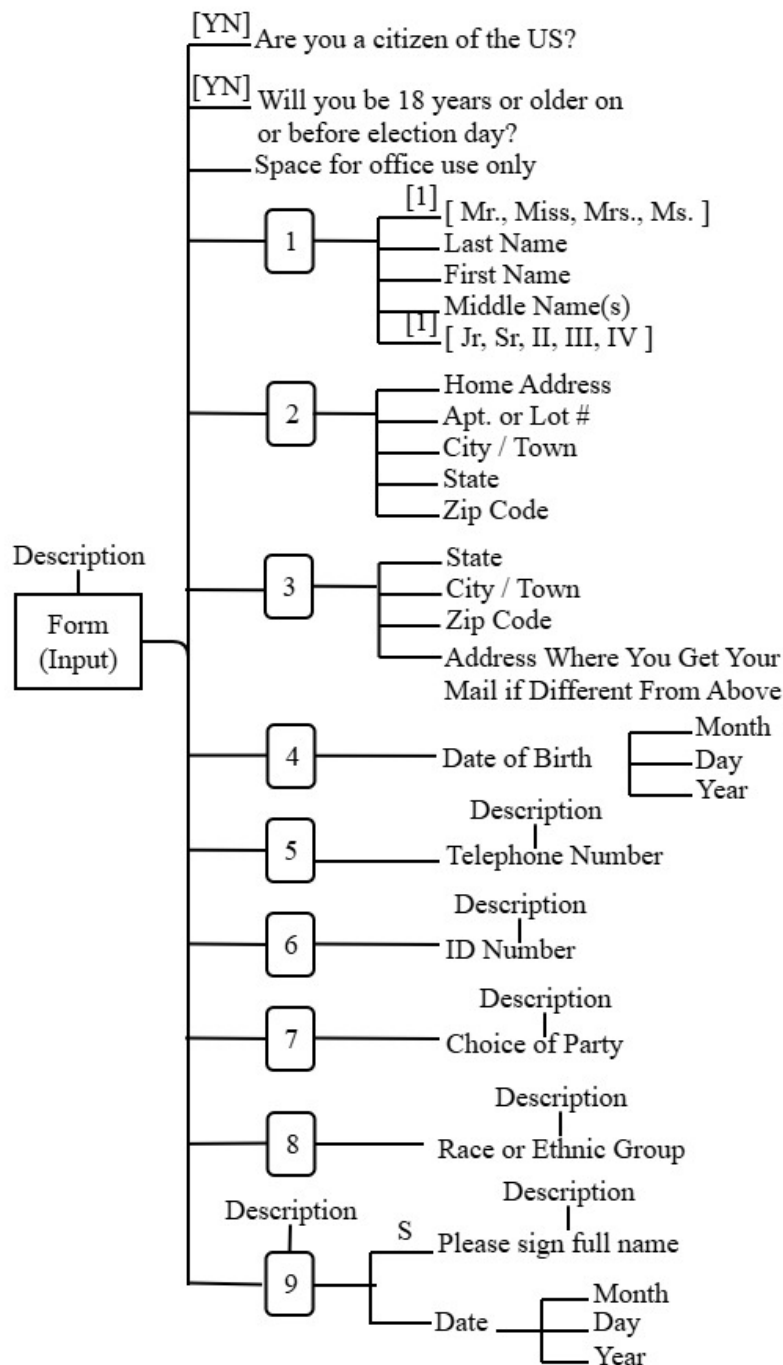 [YN]
Are you a citizen of the US?
[YN]
Will you be 18 years or older on
or before election day?
Space for office use only
[1]
[ Mr., Miss, Mrs., Ms. ]
1
Last Name
First Name
Middle Name(s)
[1]
[ Jr, Sr, II, III, IV ]
Home Address
2
Apt. or Lot #
City / Town
State
Zip Code
Description
Form
(Input)
State
3
City / Town
Zip Code
Address Where You Get Your
Mail if Different From Above
4
Date of Birth
Month
Day
Year
Description
5
Telephone Number
Description
6
ID Number
Description
7
Choice of Party
Description
8
Race or Ethnic Group
Description
9
Description
S
Please sign full name
Date
Month
Day
Year